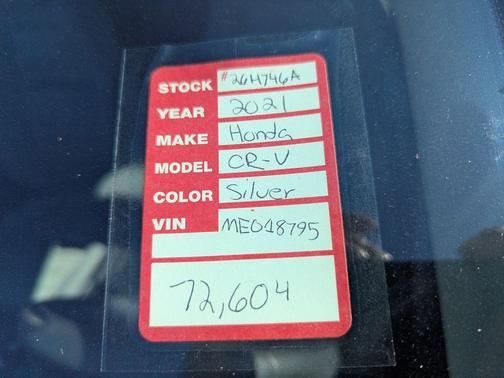 STOCK #26H746A
YEAR 2021
MAKE Honda
MODEL CR-V
COLOR Silver
VIN ME018795
72,604